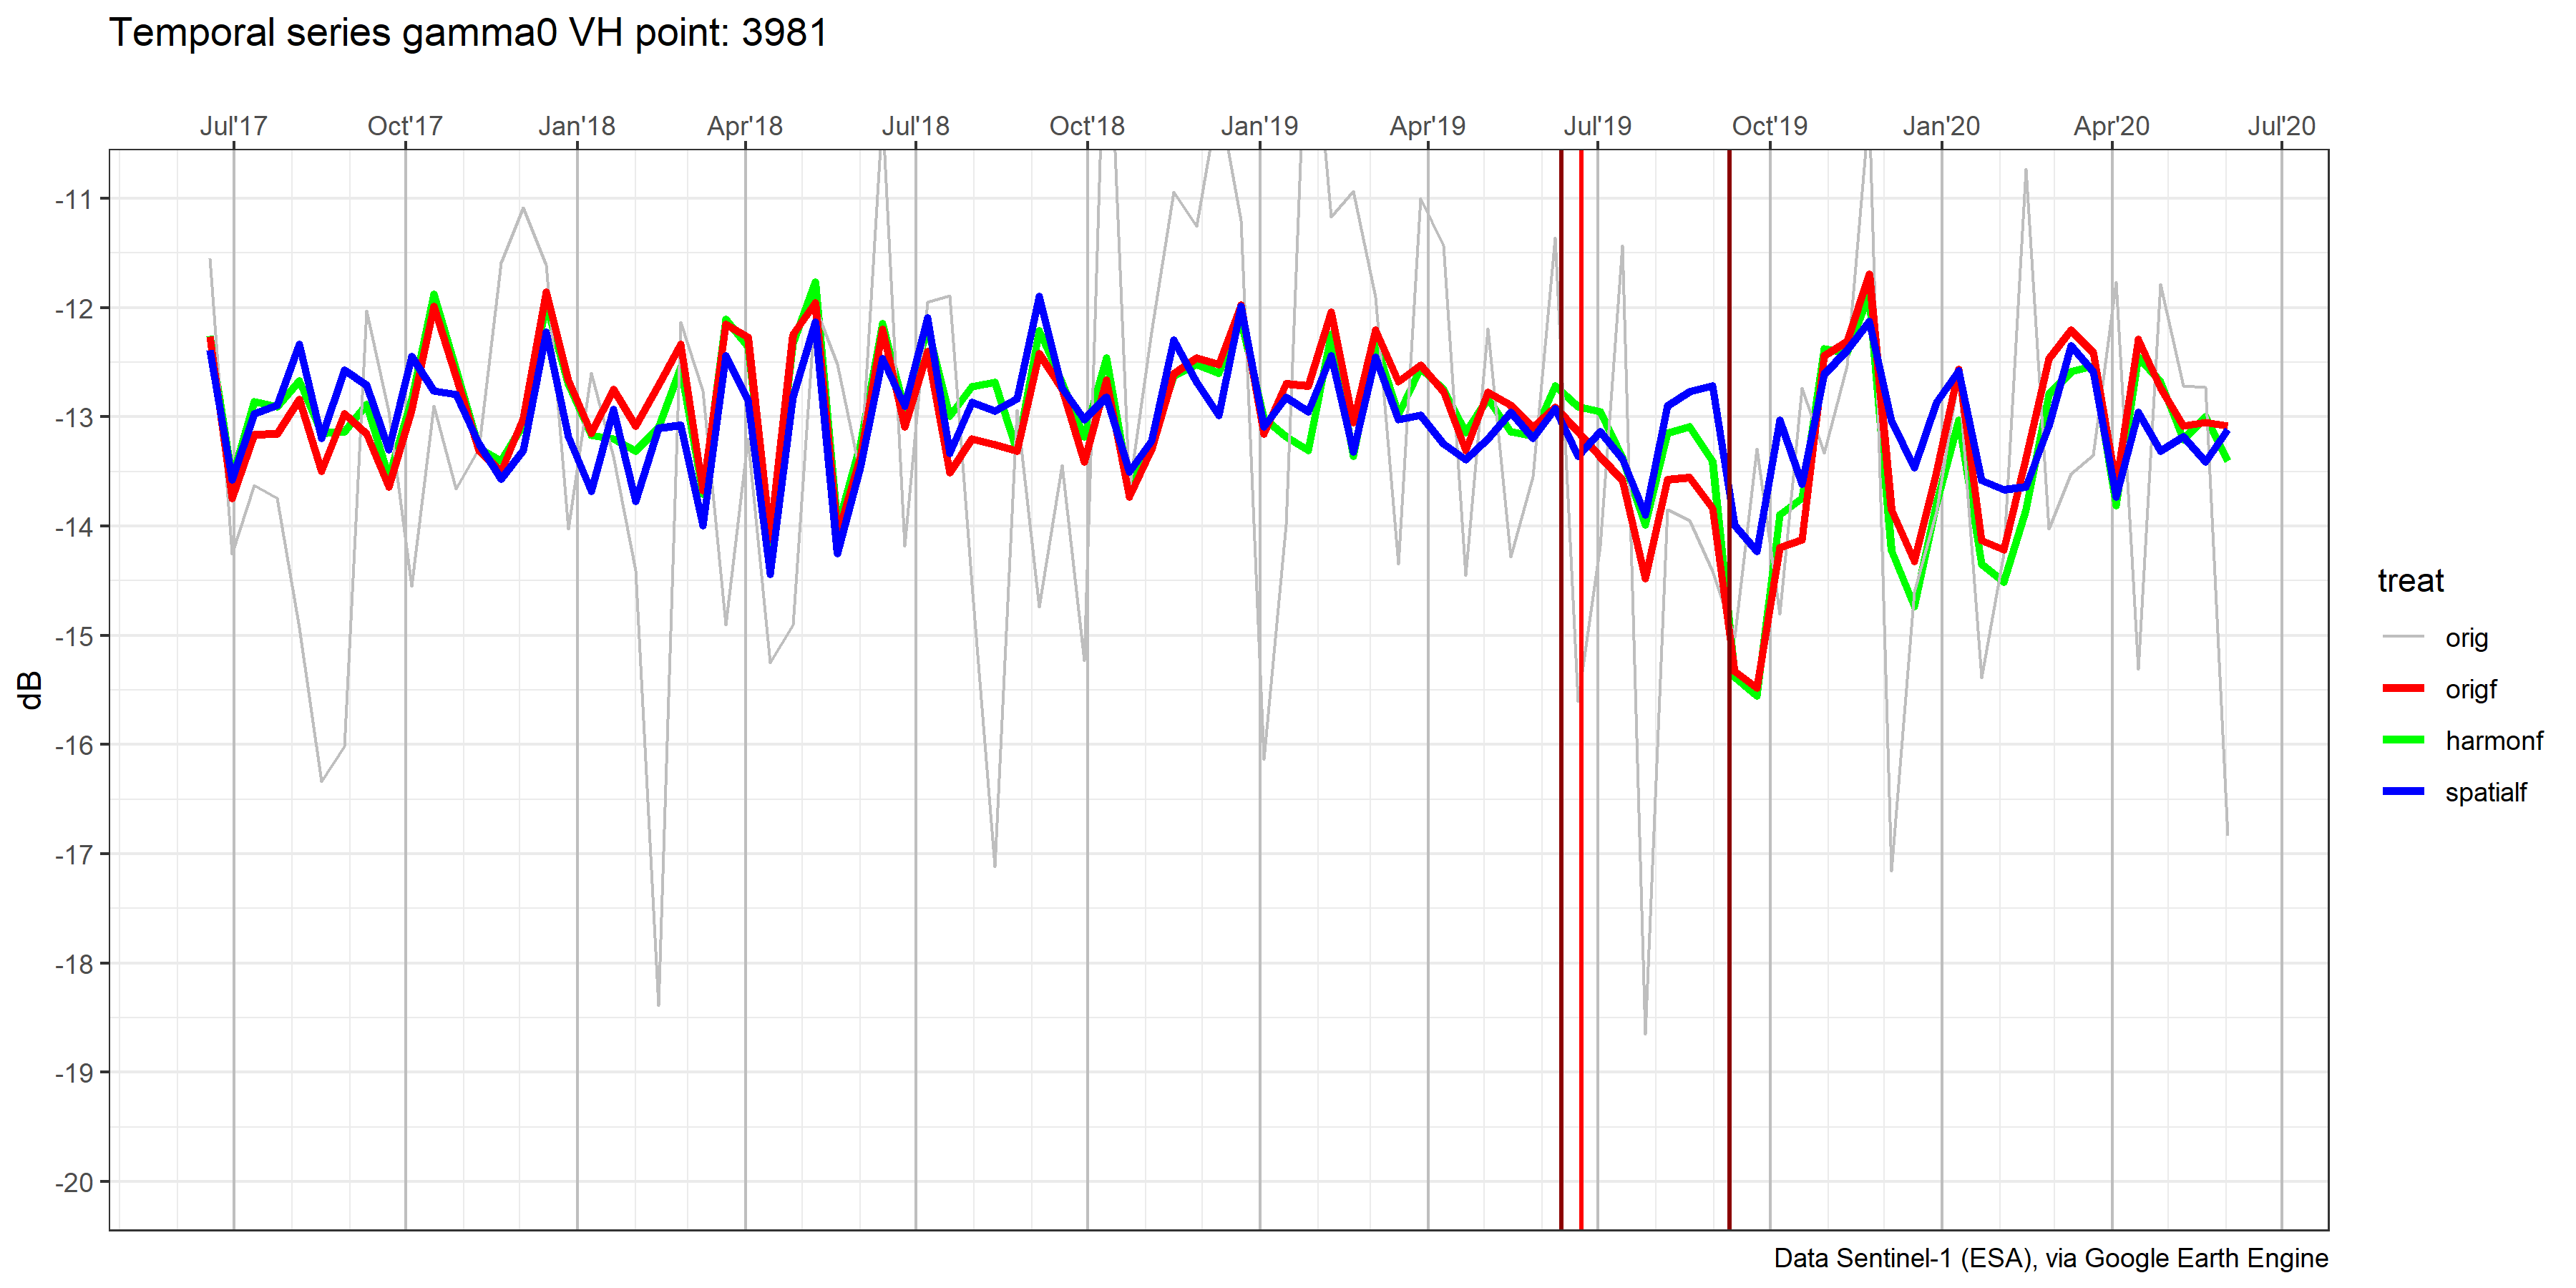 Temporal series gamma0 VH point: 3981
Jul'17 Oct'17 Jan'18 Apr'18 Jul'18 Oct'18 Jan'19 Apr'19 Jul'19 Oct'19 Jan'20 Apr'20 Jul'20
-11
-12
-13
-14
-15
-16
-17
-18
-19
-20
dB
treat
orig
origf
harmonf
spatialf
Data Sentinel-1 (ESA), via Google Earth Engine